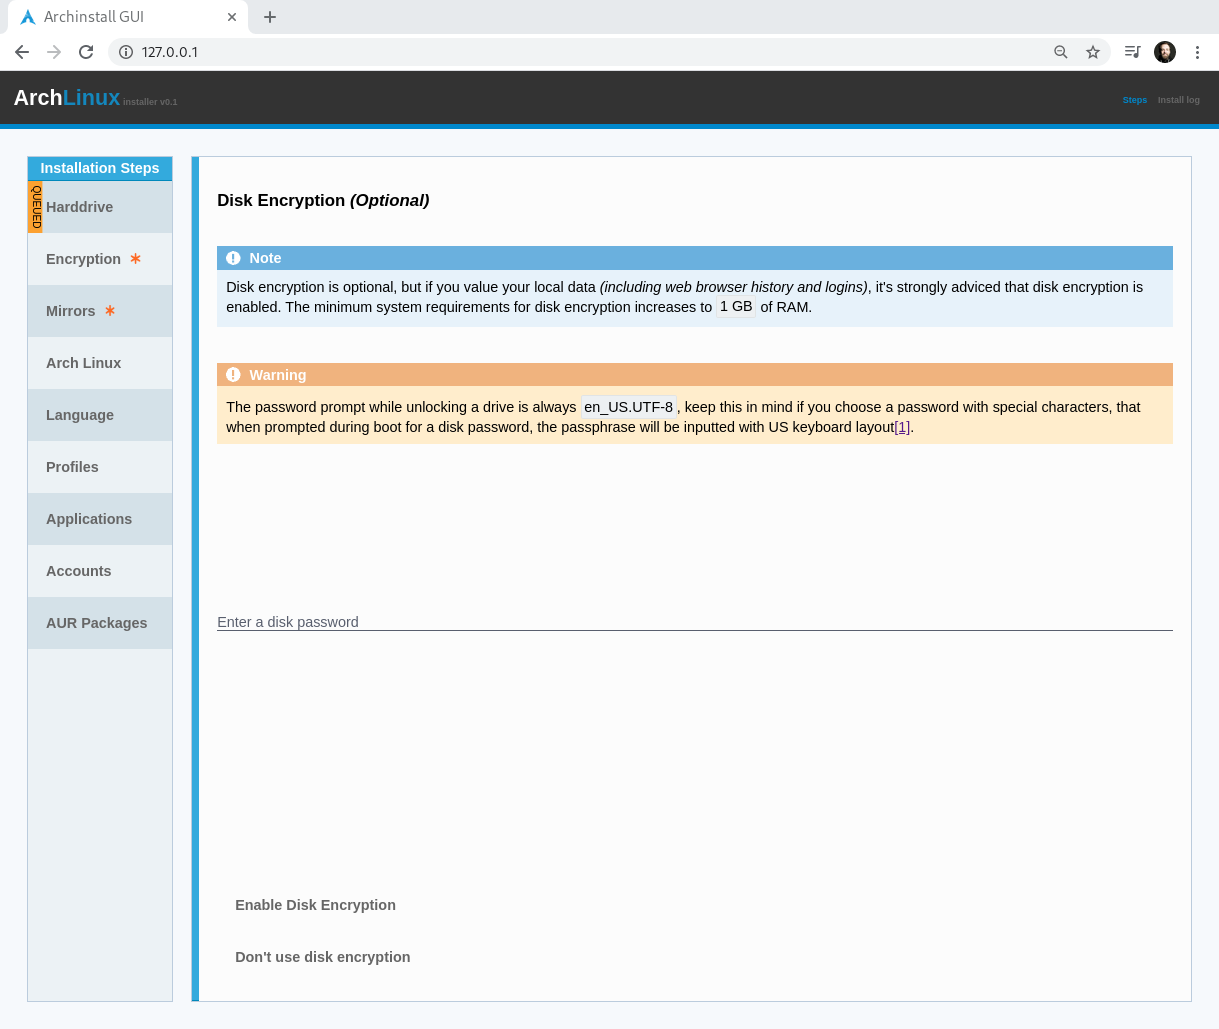 Archinstall GUI
127.0.0.1
ArchLinux installer v0.1
Steps Install log
Installation Steps
QUEUED
Harddrive
Encryption *
Mirrors *
Arch Linux
Language
Profiles
Applications
Accounts
AUR Packages
Disk Encryption (Optional)
Note
Disk encryption is optional, but if you value your local data (including web browser history and logins), it's strongly adviced that disk encryption is
enabled. The minimum system requirements for disk encryption increases to 1 GB of RAM.
Warning
The password prompt while unlocking a drive is always en_US.UTF-8, keep this in mind if you choose a password with special characters, that
when prompted during boot for a disk password, the passphrase will be inputted with US keyboard layout[1].
Enter a disk password
Enable Disk Encryption
Don't use disk encryption